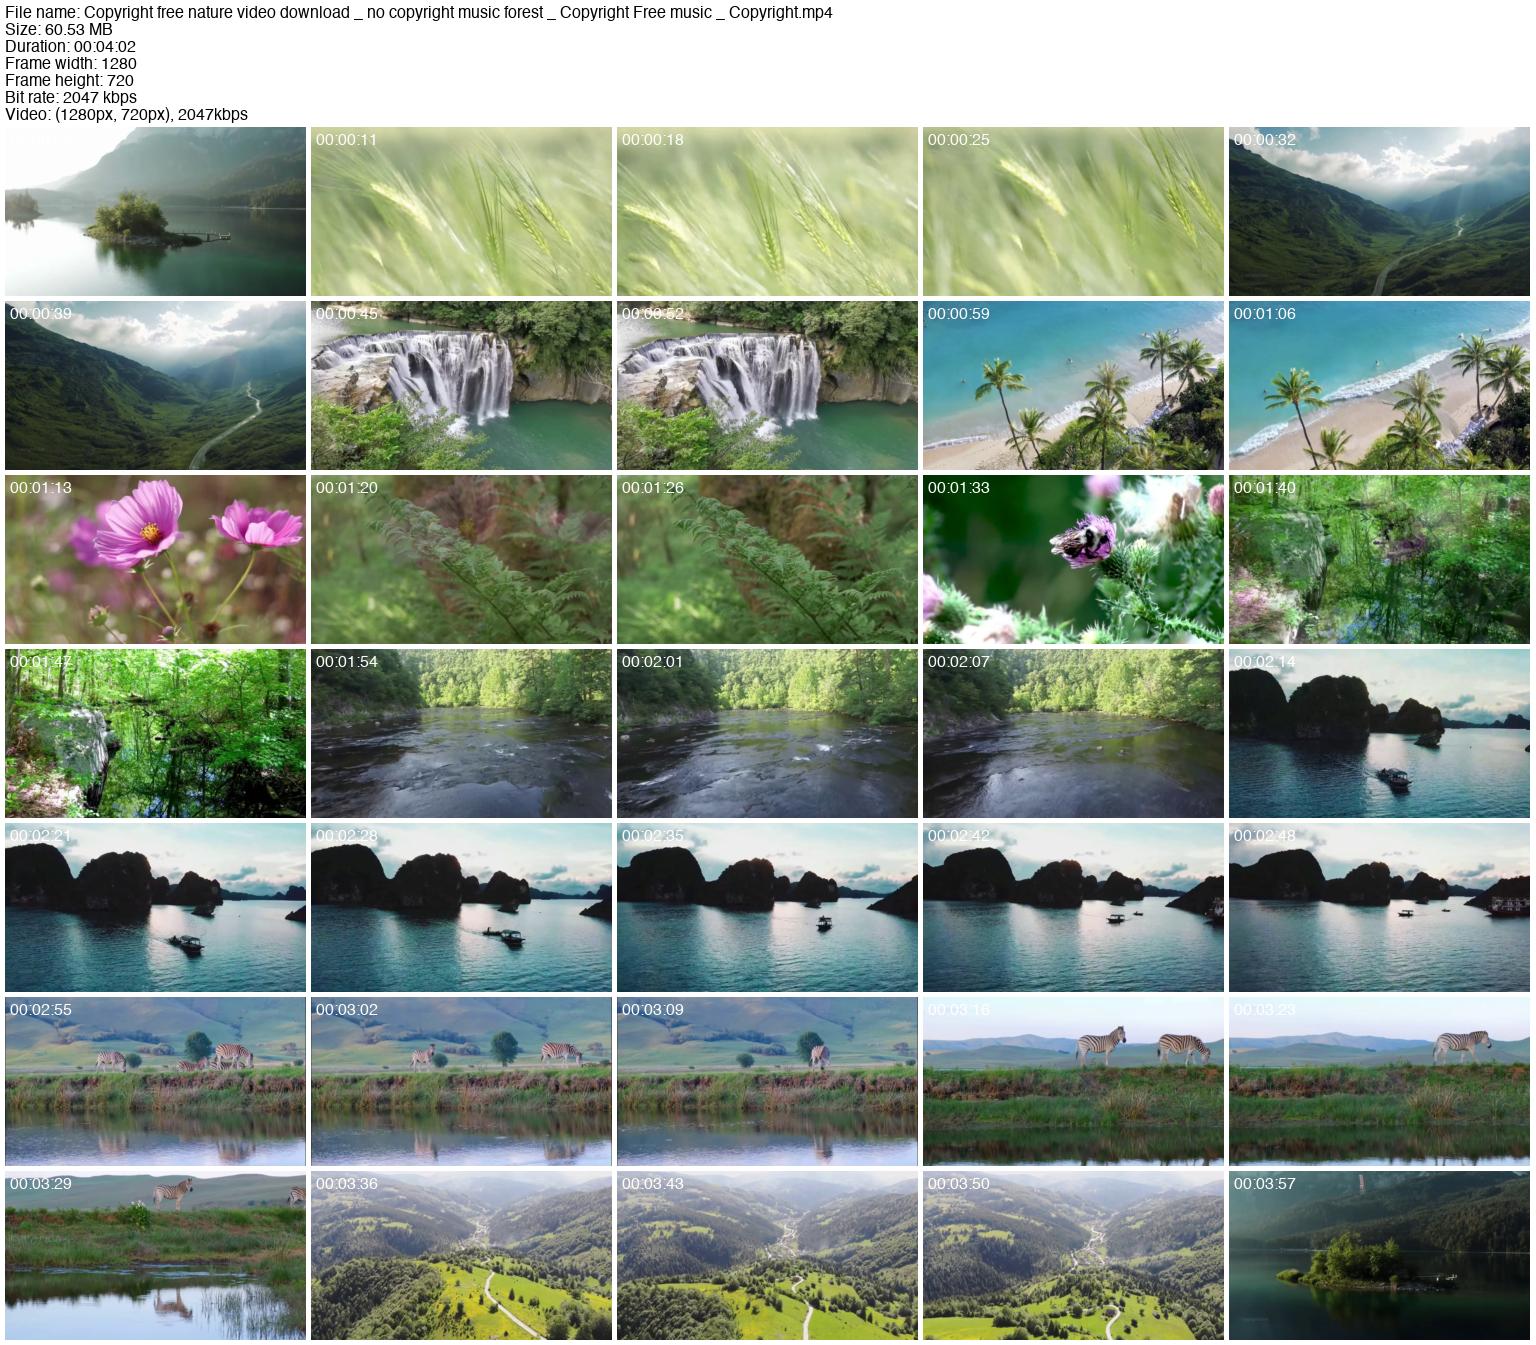 File name: Copyright free nature video download _ no copyright music forest _ Copyright Free music _ Copyright.mp4
Size: 60.53 MB
Duration: 00:04:02
Frame width: 1280
Frame height: 720
Bit rate: 2047 kbps
Video: (1280px, 720px), 2047kbps
00:00:11 00:00:18 00:00:25 00:00:32
00:00:39 00:00:45 00:00:52 00:00:59 00:01:06
00:01:13 00:01:20 00:01:26 00:01:33 00:01:40
00:01:47 00:01:54 00:02:01 00:02:07 00:02:14
00:02:21 00:02:28 00:02:35 00:02:42 00:02:48
00:02:55 00:03:02 00:03:09 00:03:16 00:03:23
00:03:29 00:03:36 00:03:43 00:03:50 00:03:57